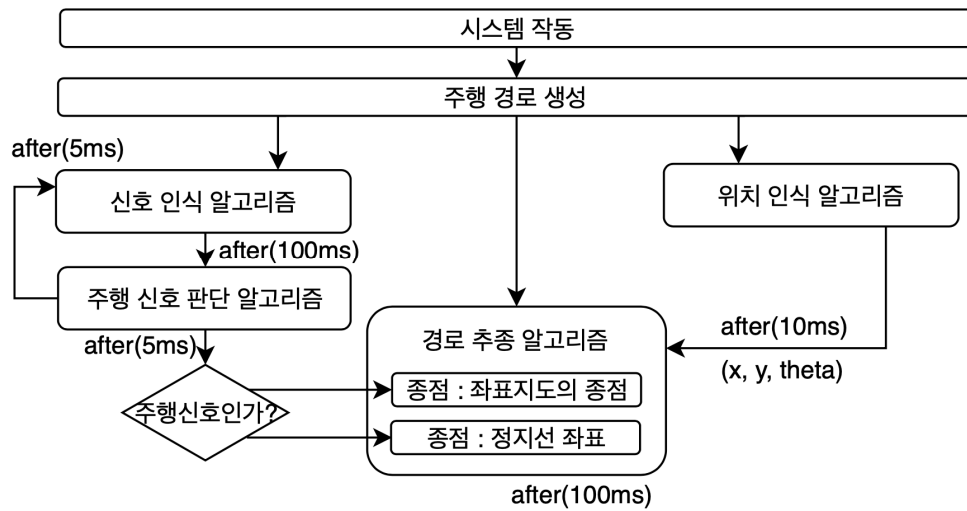 시스템 작동
주행 경로 생성
after(5ms)
신호 인식 알고리즘
위치 인식 알고리즘
after(100ms)
주행 신호 판단 알고리즘
after(5ms)
경로 추종 알고리즘
after(10ms)
(x, y, theta)
종점 : 좌표지도의 종점
주행신호인가?
종점 : 정지선 좌표
after(100ms)